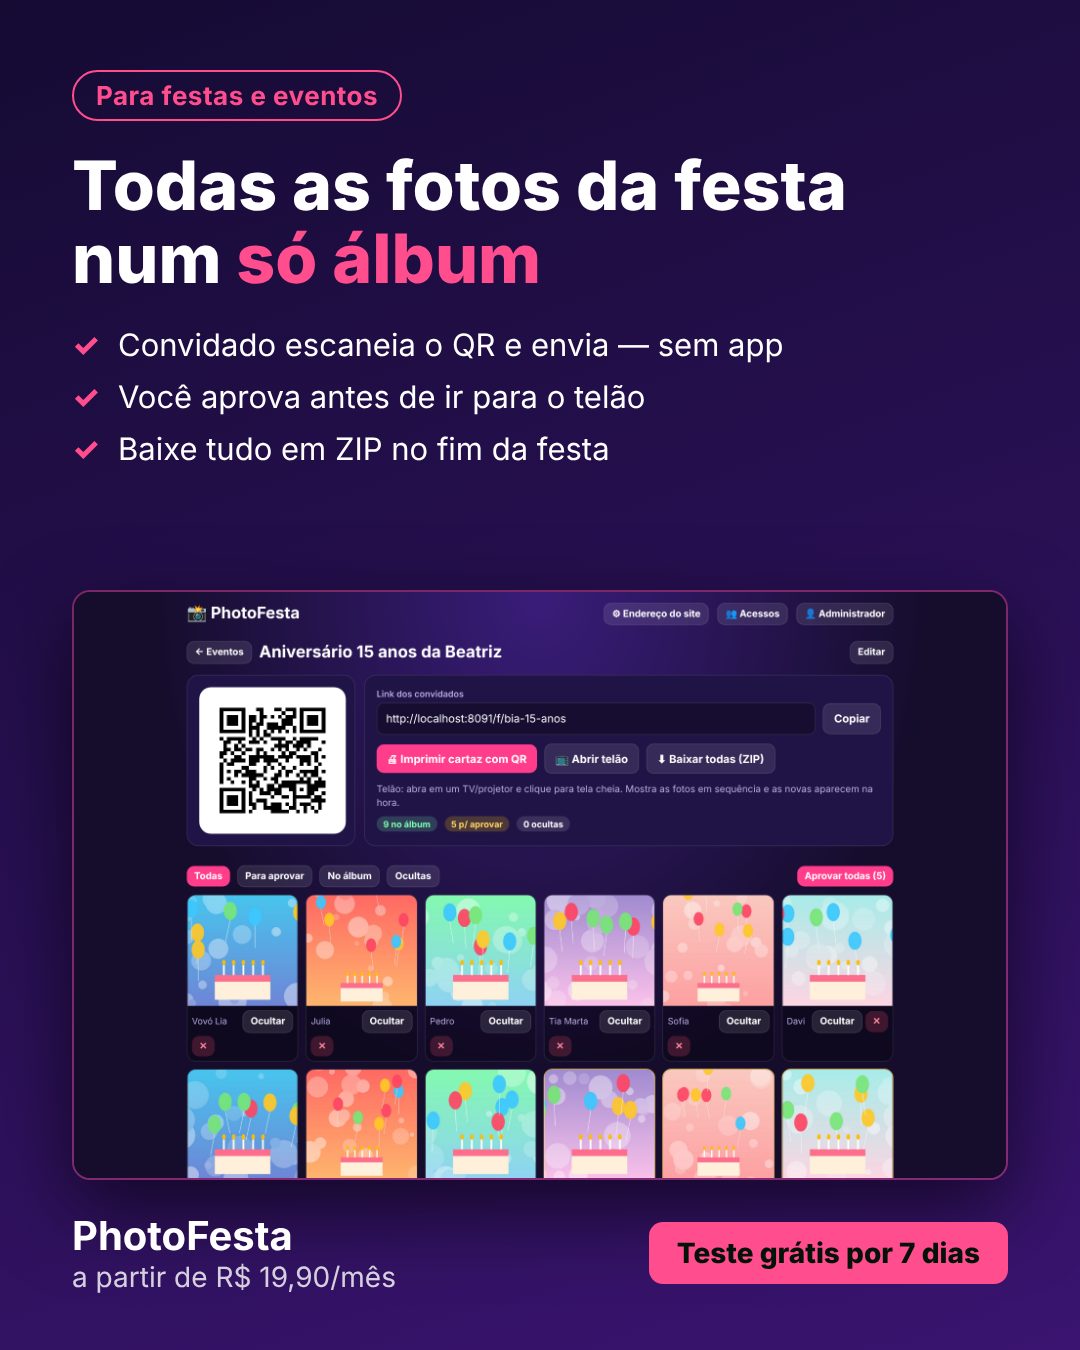 Para festas e eventos
Todas as fotos da festa
num só álbum
✓ Convidado escaneia o QR e envia — sem app
✓ Você aprova antes de ir para o telão
✓ Baixe tudo em ZIP no fim da festa
📸 PhotoFesta
⚙ Endereço do site
👥 Acessos
👤 Administrador
← Eventos
Aniversário 15 anos da Beatriz
Editar
Link dos convidados
http://localhost:8091/f/bia-15-anos
Copiar
🖨 Imprimir cartaz com QR
📺 Abrir telão
⬇ Baixar todas (ZIP)
Telão: abra em um TV/projetor e clique para tela cheia. Mostra as fotos em sequência e as novas aparecem na
hora.
9 no álbum
5 p/ aprovar
0 ocultas
Todas
Para aprovar
No álbum
Ocultas
Aprovar todas (5)
Vovó Lia
Ocultar
✕
Julia
Ocultar
✕
Pedro
Ocultar
✕
Tia Marta
Ocultar
✕
Sofia
Ocultar
✕
Davi
Ocultar
✕
PhotoFesta
a partir de R$ 19,90/mês
Teste grátis por 7 dias